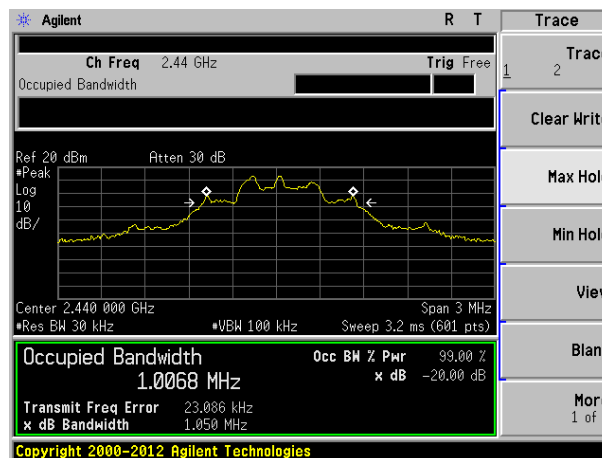 Agilent R T Trace
Ch Freq 2.44 GHz Trig Free
Occupied Bandwidth
Trac
1 2
Clear Writ
Ref 20 dBm Atten 30 dB
#Peak
Log
10
dB/
Max Hol
Min Hol
Center 2.440 000 GHz Span 3 MHz
#Res BW 30 kHz #VBW 100 kHz Sweep 3.2 ms (601 pts)
Vie
Occupied Bandwidth Occ BW % Pwr 99.00 %
1.0068 MHz x dB -20.00 dB
Blan
Transmit Freq Error 23.086 kHz
x dB Bandwidth 1.050 MHz
Mor
1 of
Copyright 2000-2012 Agilent Technologies